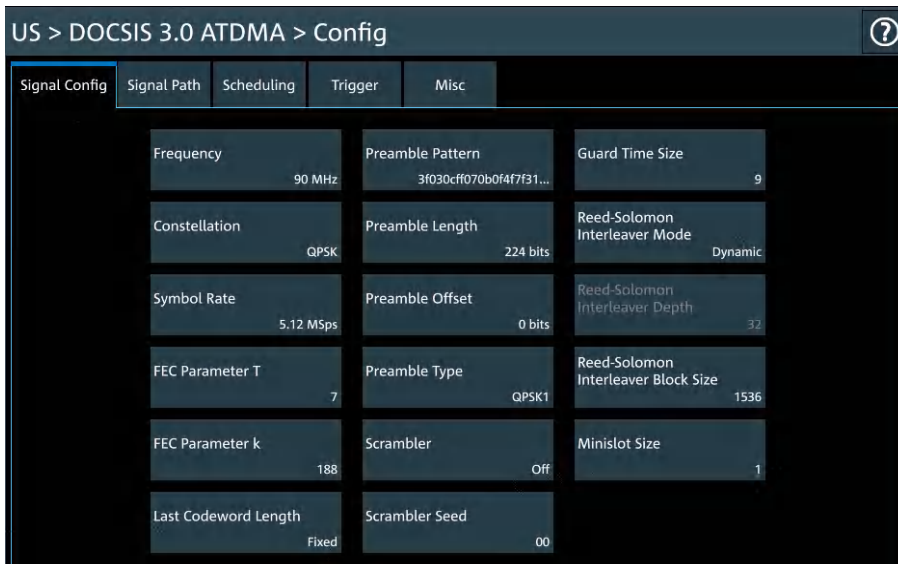 US > DOCSIS 3.0 ATDMA > Config
?
Signal Config
Signal Path
Scheduling
Trigger
Misc
Frequency
90 MHz
Constellation
QPSK
Symbol Rate
5.12 MSps
FEC Parameter T
7
FEC Parameter k
188
Last Codeword Length
Fixed
Preamble Pattern
3f030cff070b0f4f7f31...
Preamble Length
224 bits
Preamble Offset
0 bits
Preamble Type
QPSK1
Scrambler
Off
Scrambler Seed
00
Guard Time Size
9
Reed-Solomon
Interleaver Mode
Dynamic
Reed-Solomon
Interleaver Depth
32
Reed-Solomon
Interleaver Block Size
1536
Minislot Size
1